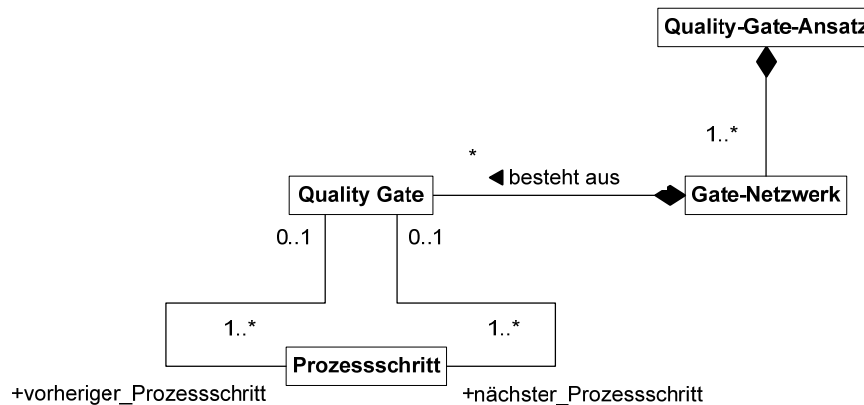 Quality-Gate-Ansatz
1..*
*
besteht aus
Quality Gate
Gate-Netzwerk
0..1
0..1
1..*
1..*
Prozessschritt
+vorheriger_Prozessschritt
+nächster_Prozessschritt